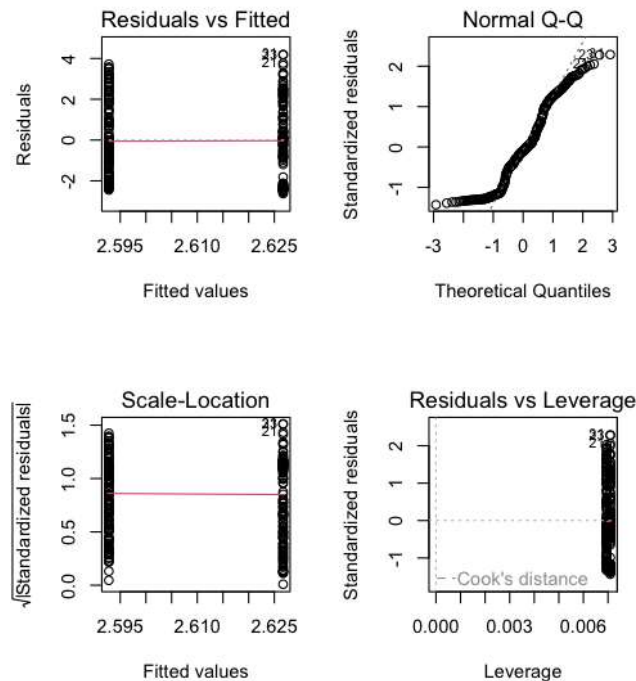 Residuals vs Fitted
Residuals
4
2
0
-2
2.595 2.610 2.625
Fitted values
Normal Q-Q
Standardized residuals
2
1
0
-1
-3 -1 0 1 2 3
Theoretical Quantiles
Scale-Location
√|Standardized residuals|
1.5
1.0
0.5
0.0
2.595 2.610 2.625
Fitted values
Residuals vs Leverage
Standardized residuals
2
1
0
-1
Cook's distance
0.000 0.003 0.006
Leverage